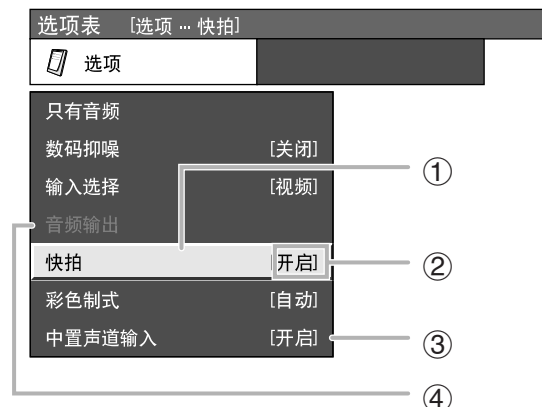 选项表 [选项 … 快拍]
选项
只有音频
数码抑噪 [关闭]
①
输入选择 [视频]
音频输出
快拍 [开启]
②
彩色制式 [自动]
中置声道输入 [开启]
③
④